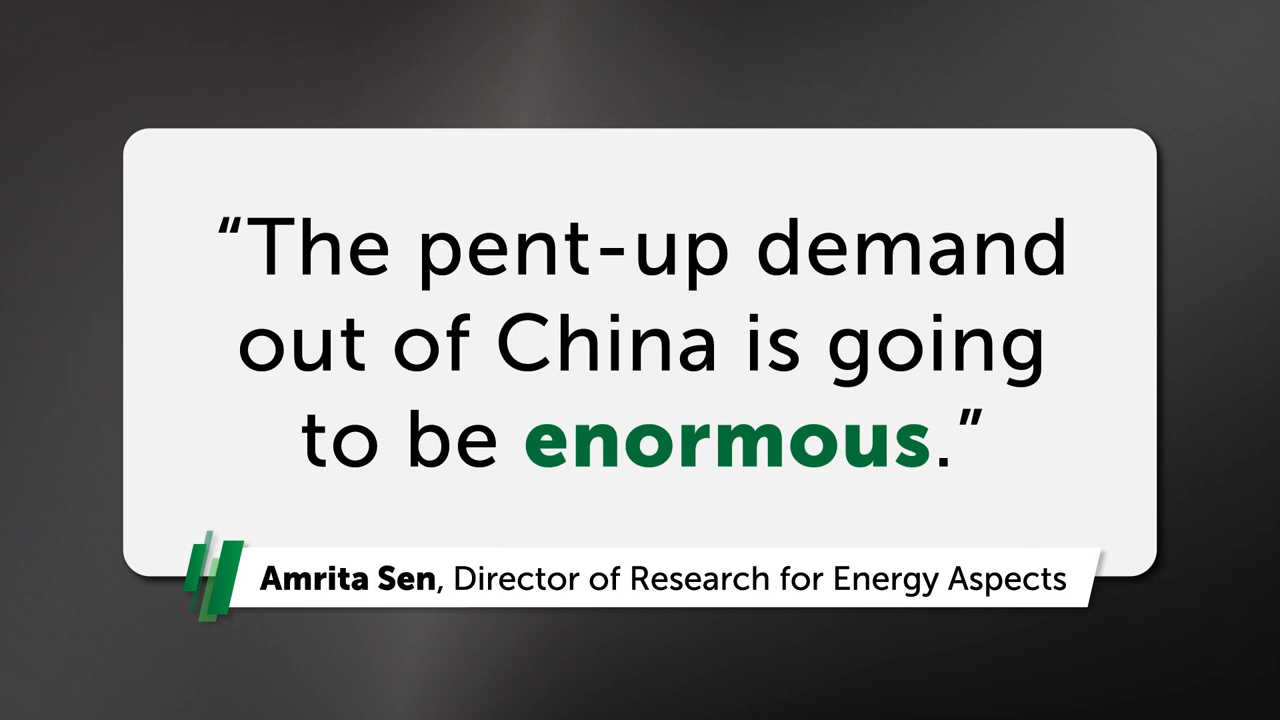 “The pent-up demand
out of China is going
to be enormous.”
Amrita Sen, Director of Research for Energy Aspects